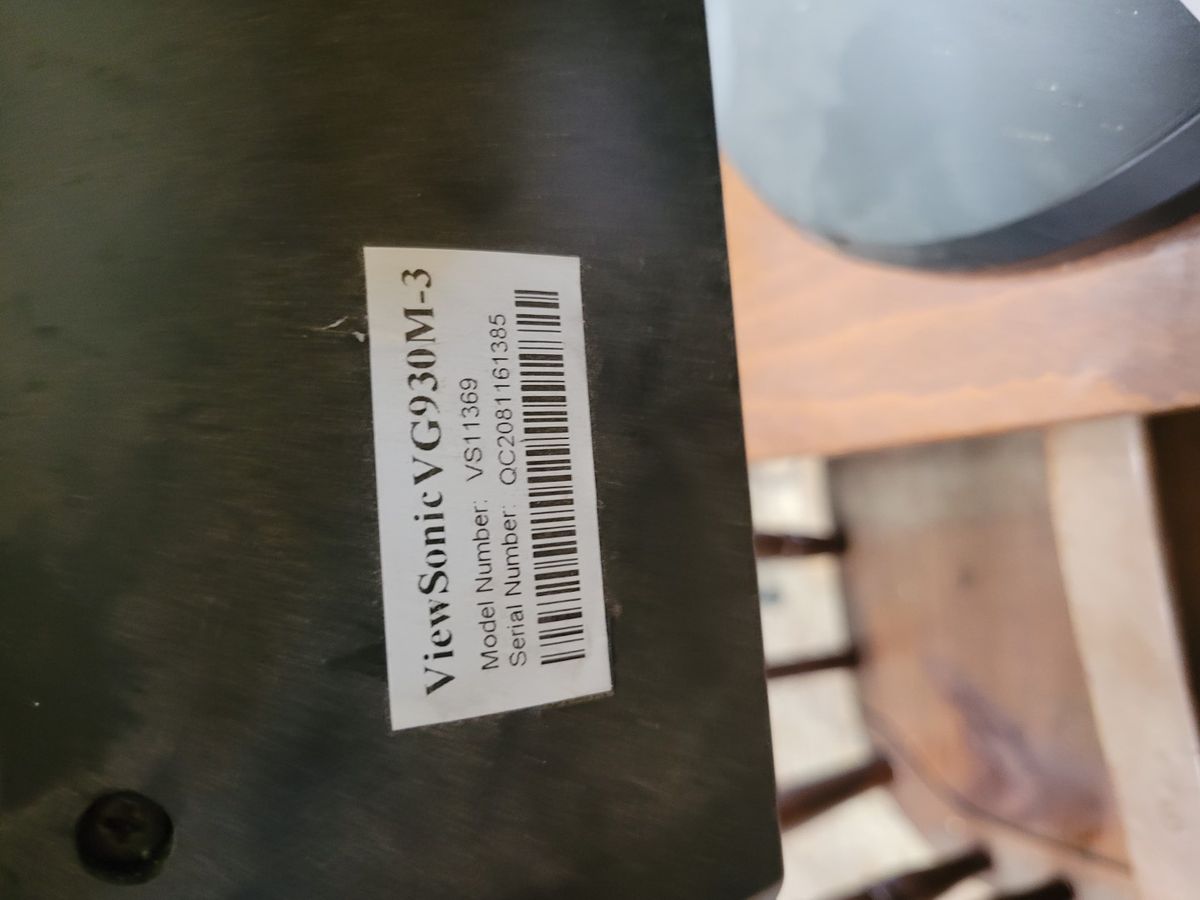 ViewSonic VG930M-3
Model Number: VS11369
Serial Number: QC2081161385